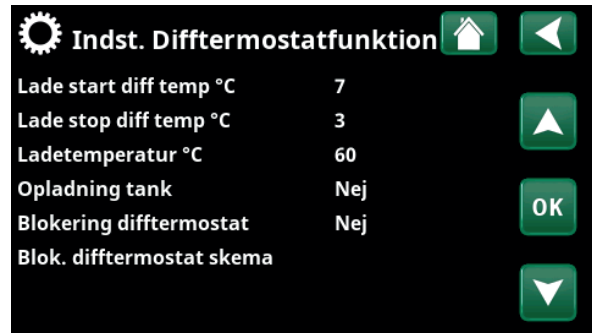 Indst. Difftermostatfunktion
Lade start diff temp °C 7
Lade stop diff temp °C 3
Ladetemperatur °C 60
Opladning tank Nej
Blokering difftermostat Nej
Blok. difftermostat skema
OK